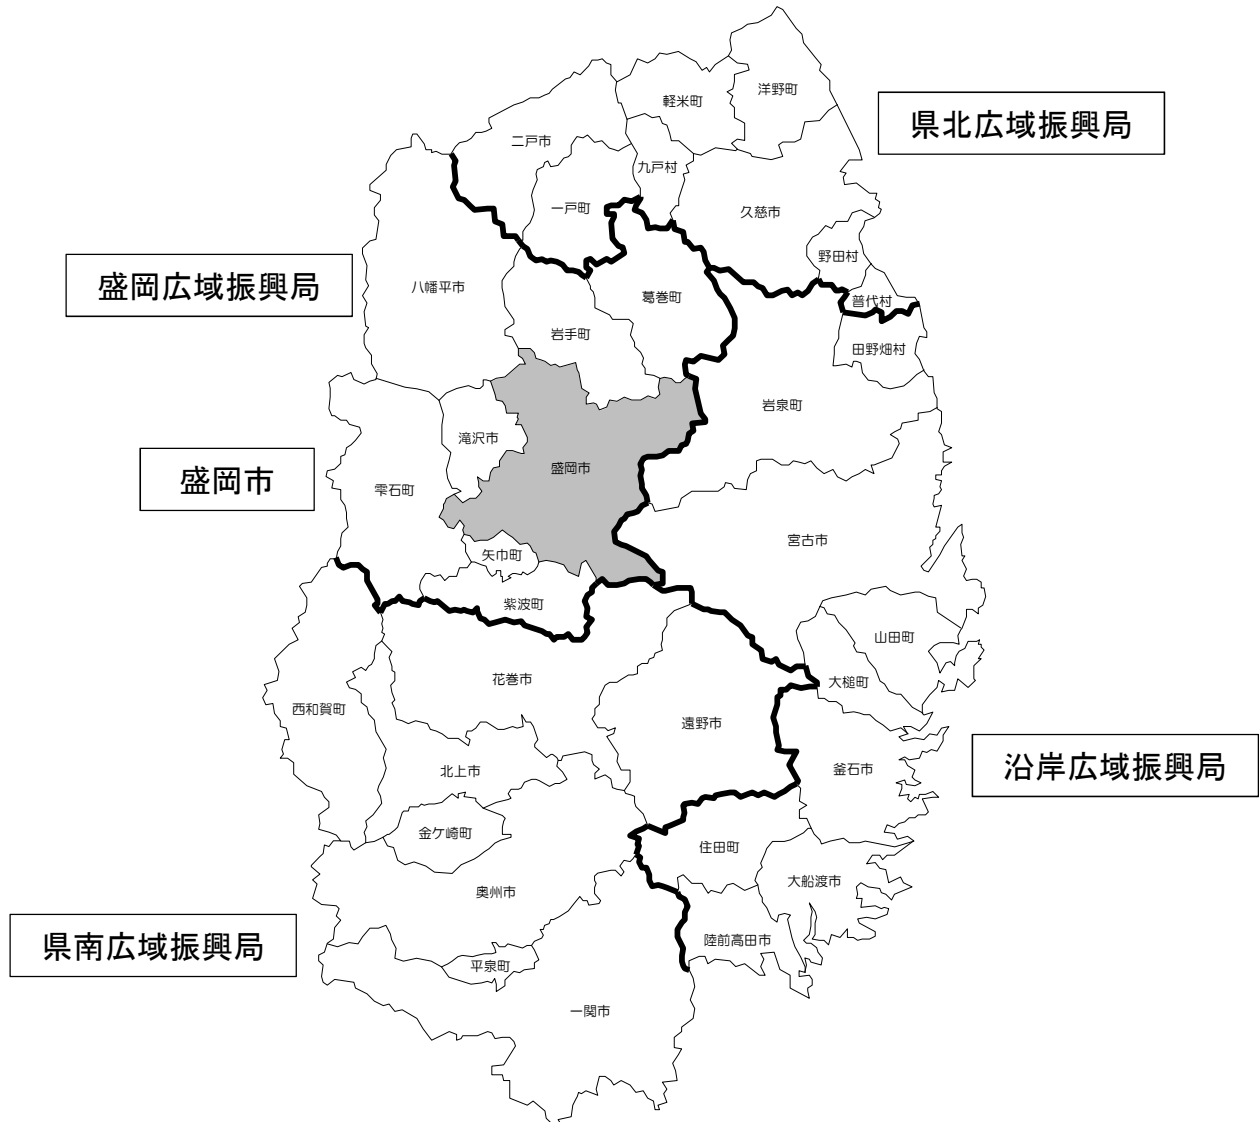 洋野町
軽米町
県北広域振興局
二戸市
九戸村
一戸町
久慈市
野田村
盛岡広域振興局
八幡平市
葛巻町
普代村
岩手町
田野畑村
岩泉町
滝沢市
盛岡市
盛岡市
雫石町
宮古市
矢巾町
紫波町
山田町
花巻市
大槌町
西和賀町
遠野市
沿岸広域振興局
北上市
釜石市
金ケ崎町
住田町
大船渡市
奥州市
県南広域振興局
陸前高田市
平泉町
一関市